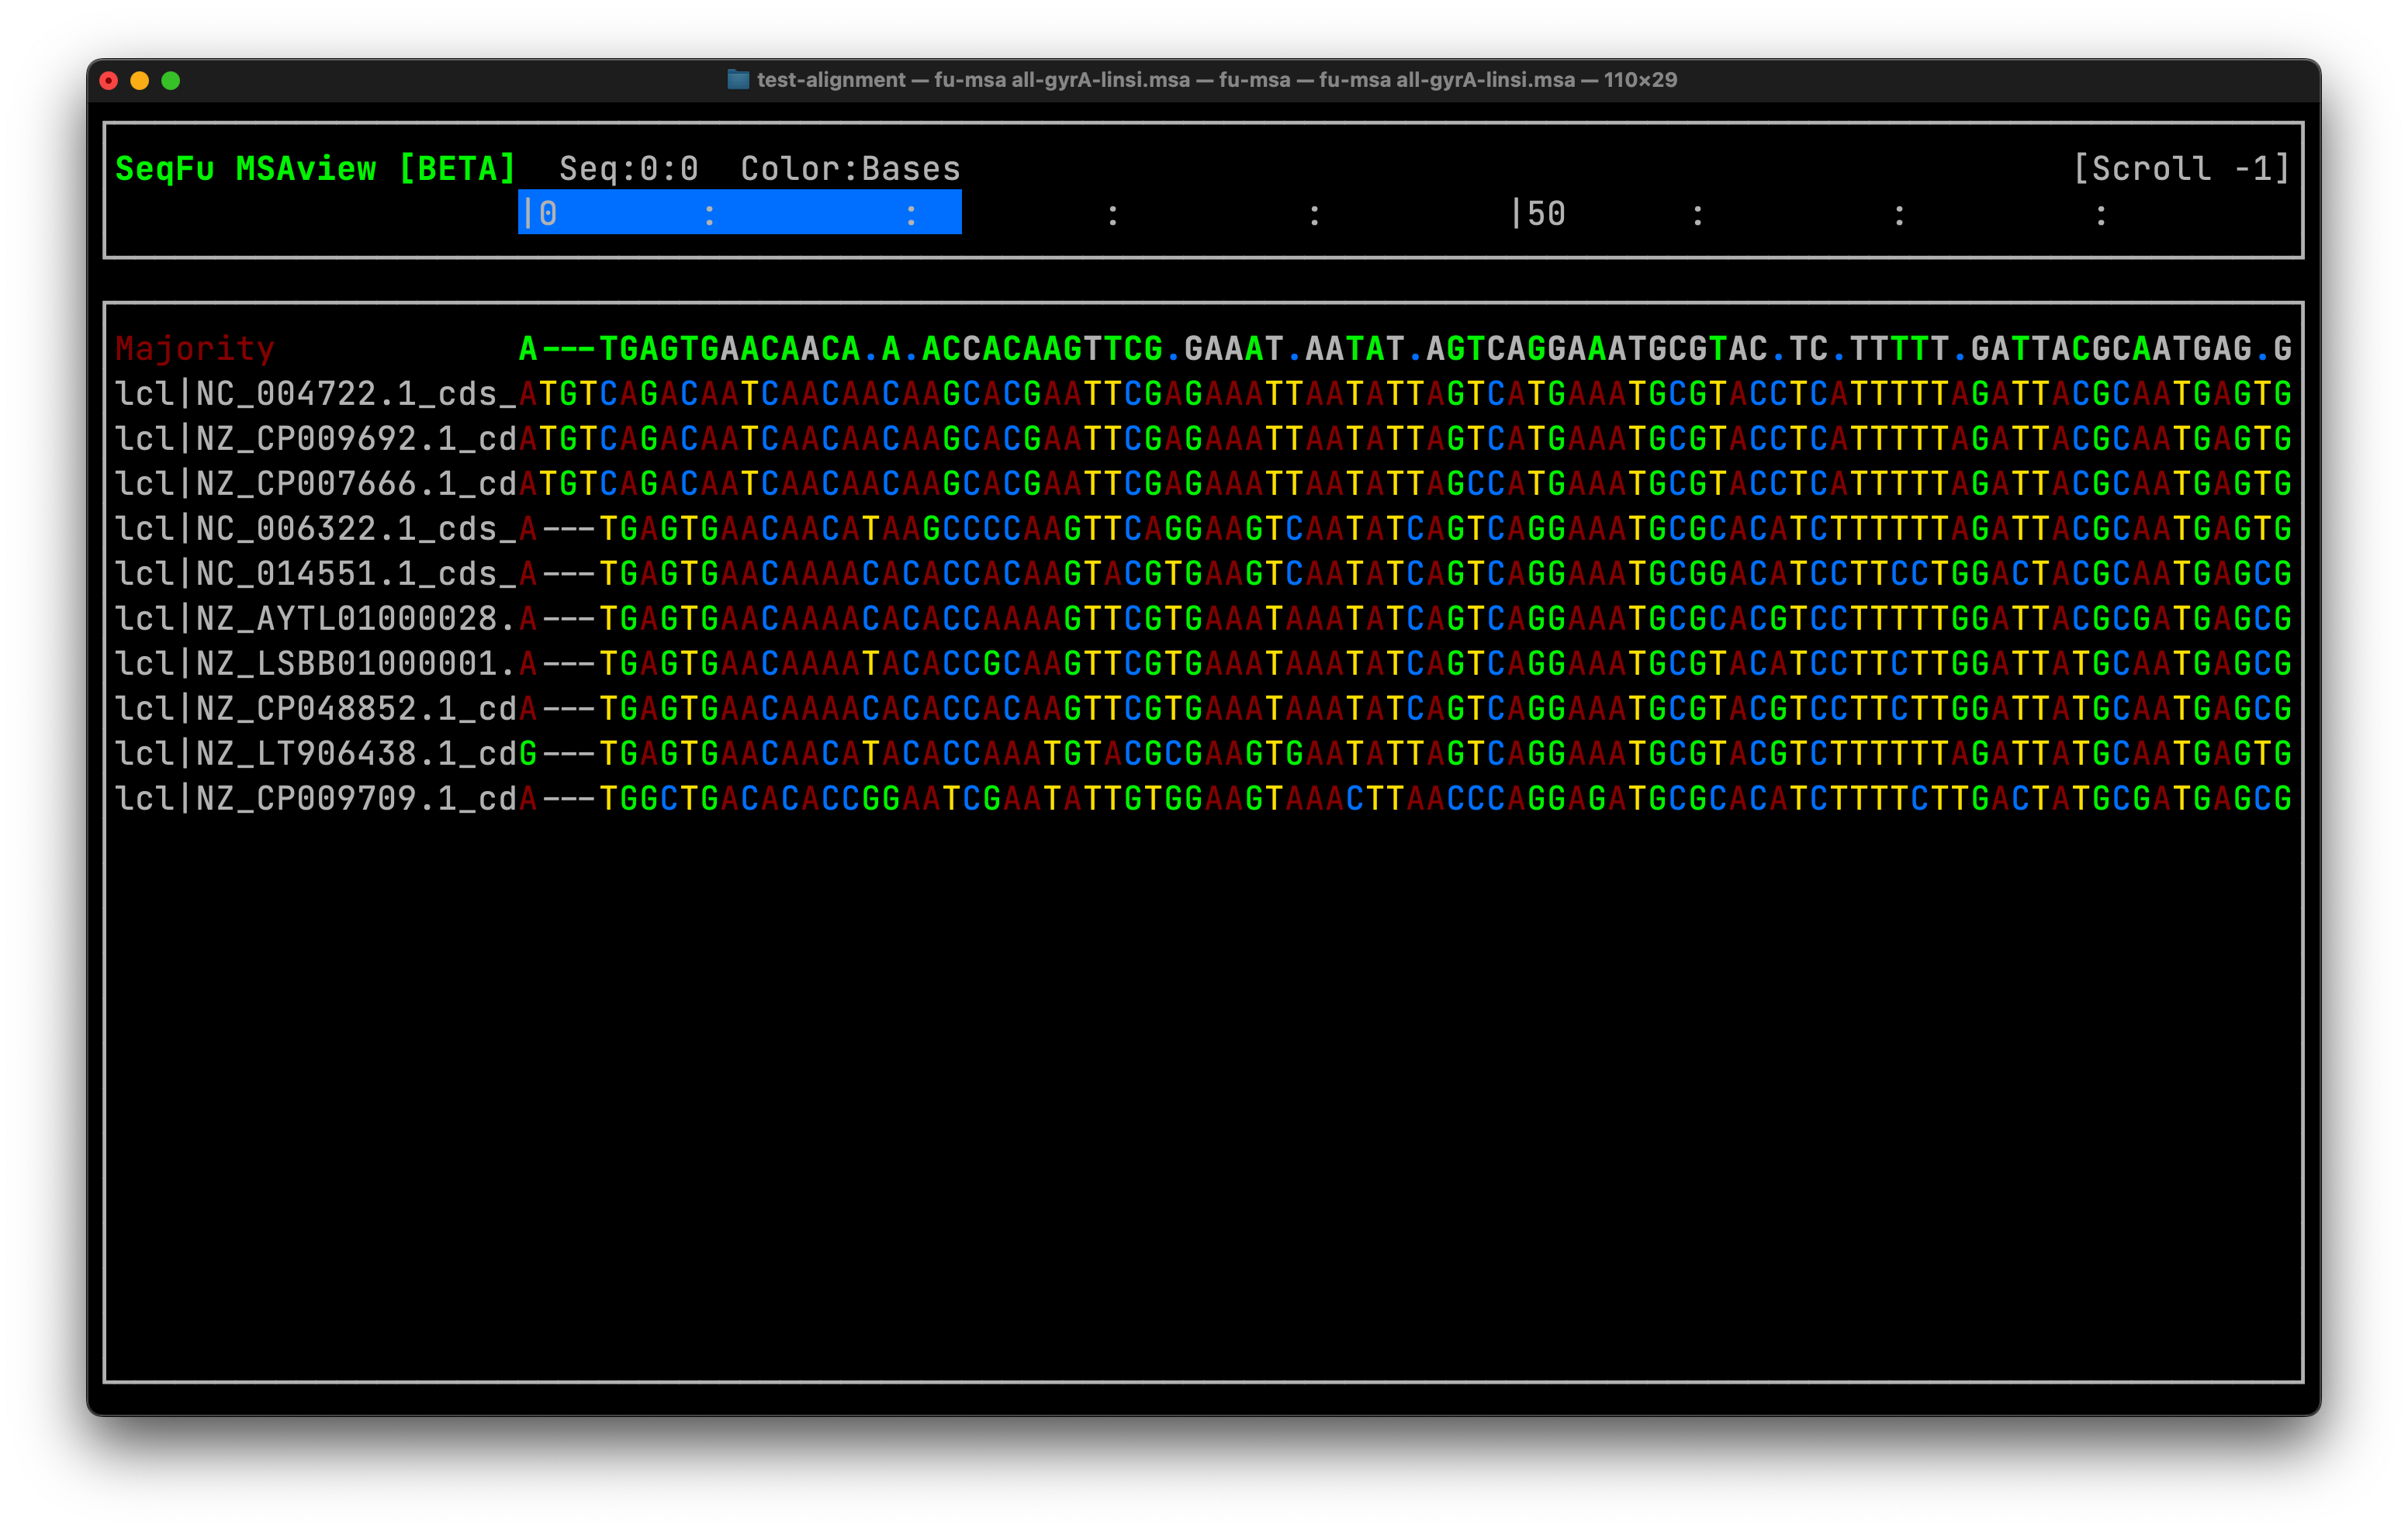 test-alignment — fu-msa all-gyrA-linsi.msa — fu-msa — fu-msa all-gyrA-linsi.msa — 110×29
SeqFu MSAview [BETA]  Seq:0:0  Color:Bases [Scroll -1]
|0       :         :         :         :         |50      :         :         :
Majority A---TGAGTGAACAACA.A.ACCACAAGTTCG.GAAAT.AATAT.AGTCAGGAAATGCGTAC.TC.TTTTT.GATTACGCAATGAG.G
lcl|NC_004722.1_cds_ATGTCAGACAATCAACAACAAGCACGAATTCGAGAAATTAATATTAGTCATGAAATGCGTACCTCATTTTTAGATTACGCAATGAGTG
lcl|NZ_CP009692.1_cdATGTCAGACAATCAACAACAAGCACGAATTCGAGAAATTAATATTAGTCATGAAATGCGTACCTCATTTTTAGATTACGCAATGAGTG
lcl|NZ_CP007666.1_cdATGTCAGACAATCAACAACAAGCACGAATTCGAGAAATTAATATTAGCCATGAAATGCGTACCTCATTTTTAGATTACGCAATGAGTG
lcl|NC_006322.1_cds_A---TGAGTGAACAACATAAGCCCCAAGTTCAGGAAGTCAATATCAGTCAGGAAATGCGCACATCTTTTTTAGATTACGCAATGAGTG
lcl|NC_014551.1_cds_A---TGAGTGAACAAAACACACCACAAGTACGTGAAGTCAATATCAGTCAGGAAATGCGGACATCCTTCCTGGACTACGCAATGAGCG
lcl|NZ_AYTL01000028.A---TGAGTGAACAAAACACACCAAAAGTTCGTGAAATAAATATCAGTCAGGAAATGCGCACGTCCTTTTTGGATTACGCGATGAGCG
lcl|NZ_LSBB01000001.A---TGAGTGAACAAAATACACCGCAAGTTCGTGAAATAAATATCAGTCAGGAAATGCGTACATCCTTCTTGGATTATGCAATGAGCG
lcl|NZ_CP048852.1_cdA---TGAGTGAACAAAACACACCACAAGTTCGTGAAATAAATATCAGTCAGGAAATGCGTACGTCCTTCTTGGATTATGCAATGAGCG
lcl|NZ_LT906438.1_cdG---TGAGTGAACAACATACACCAAATGTACGCGAAGTGAATATTAGTCAGGAAATGCGTACGTCTTTTTTAGATTATGCAATGAGTG
lcl|NZ_CP009709.1_cdA---TGGCTGACACACCGGAATCGAATATTGTGGAAGTAAACTTAACCCAGGAGATGCGCACATCTTTTCTTGACTATGCGATGAGCG